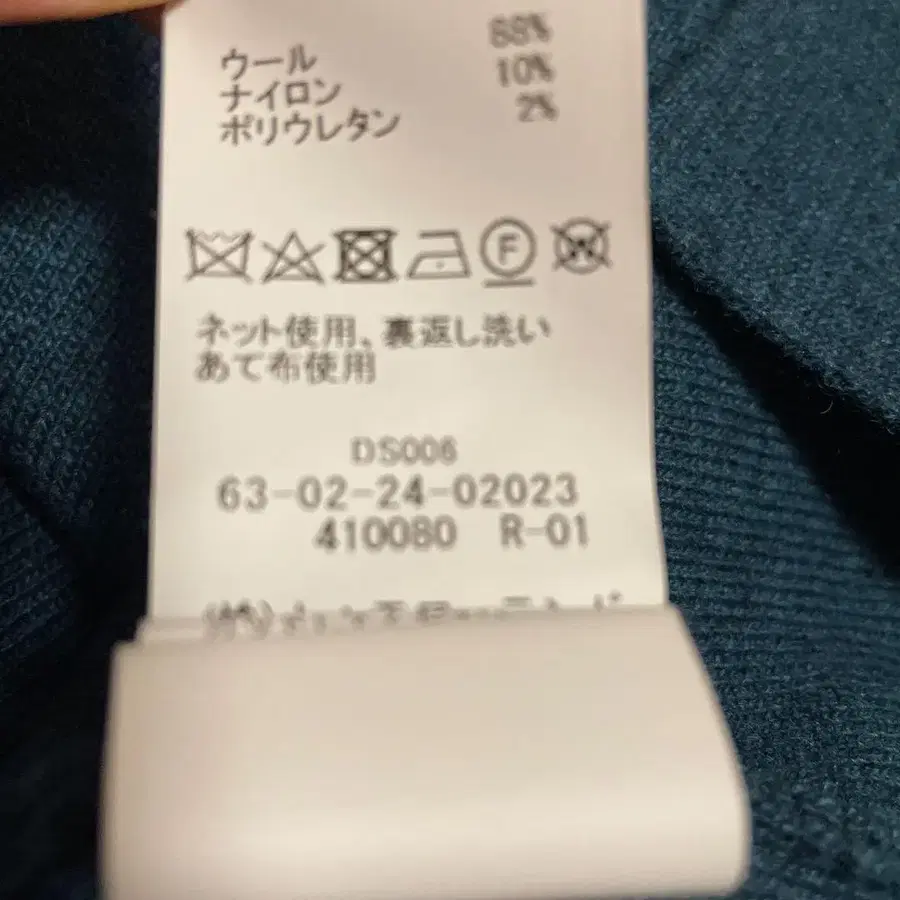 ウール 88%
ナイロン 10%
ポリウレタン 2%
F
W
ネット使用、裏返し洗い
あて布使用
DS006
63-02-24-02023
410080 R-01